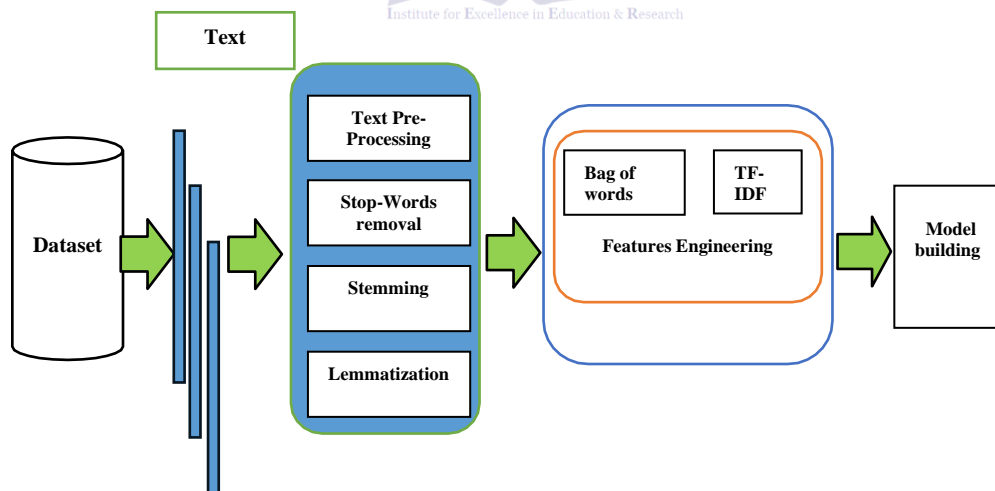 Institute for Excellence in Education & Research
Text
Dataset
Text Pre-
Processing
Stop-Words
removal
Stemming
Lemmatization
Bag of
words
TF-
IDF
Features Engineering
Model
building